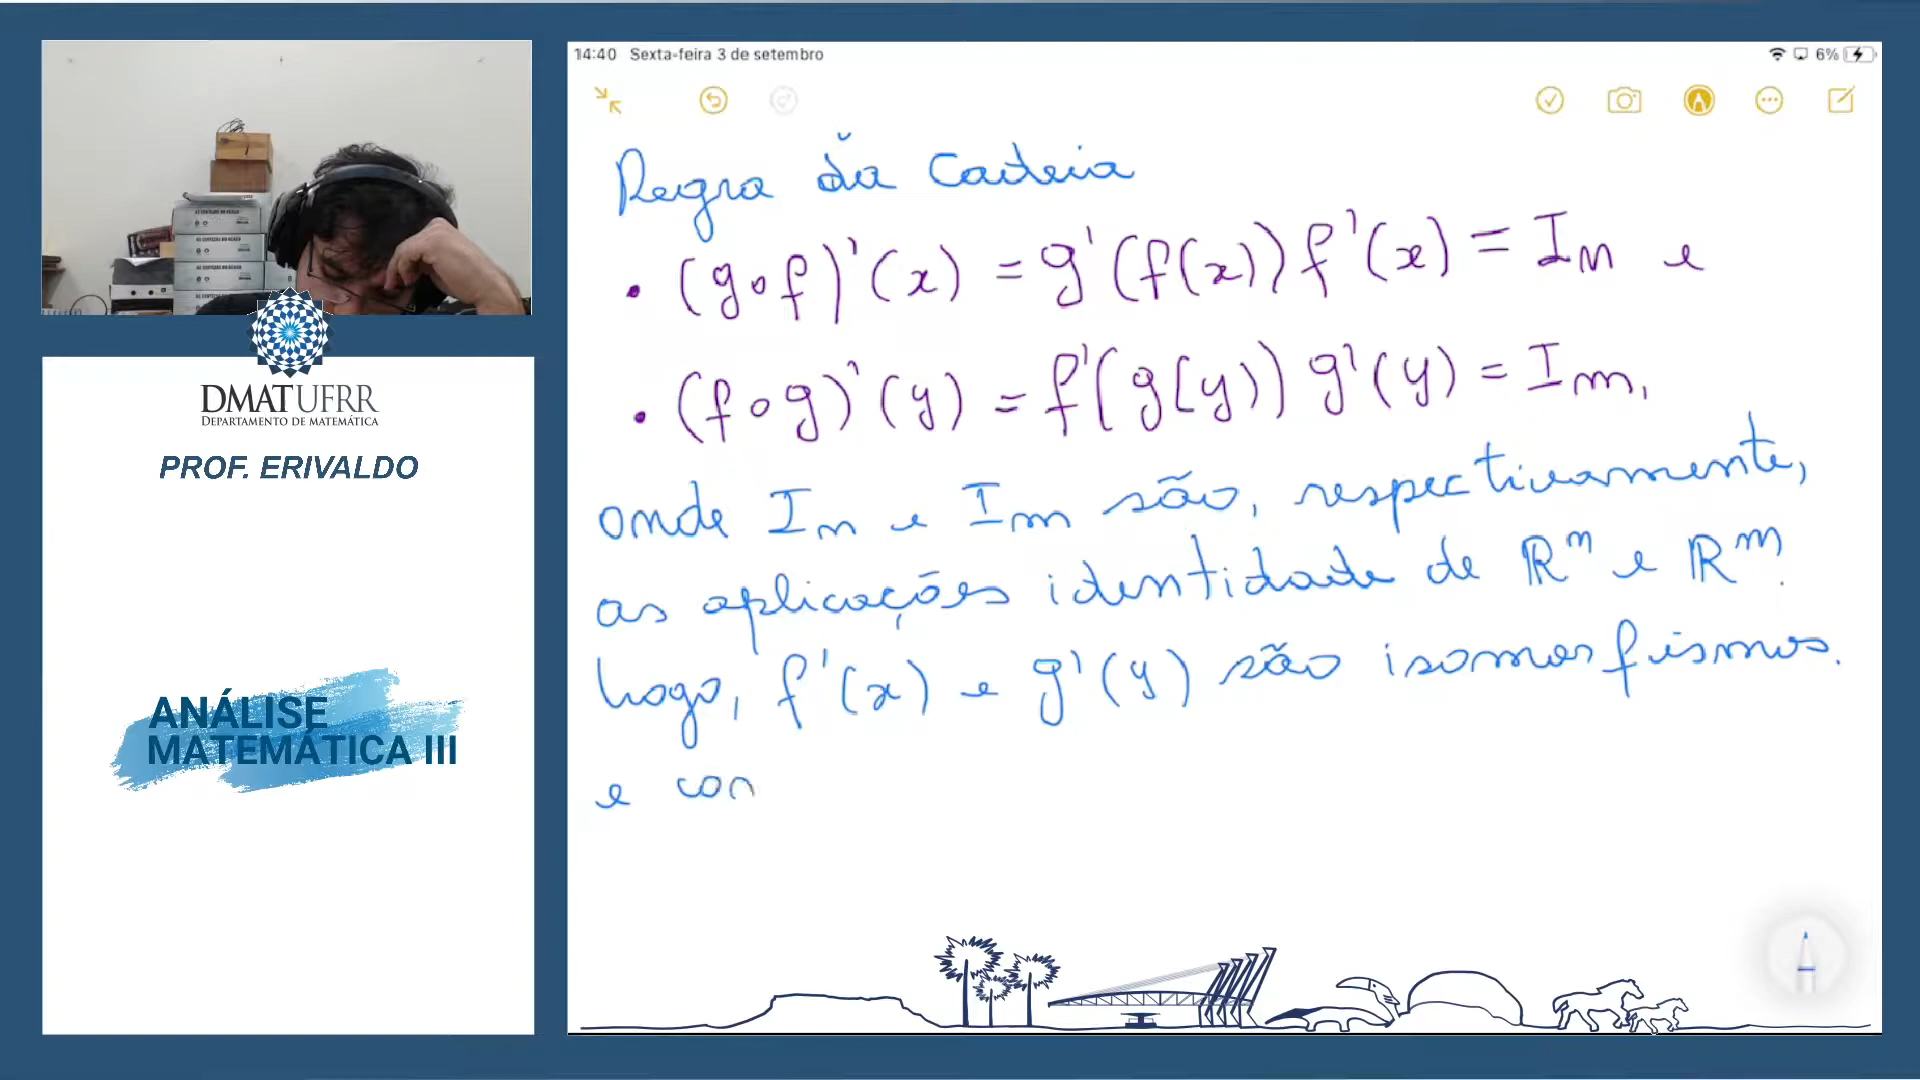 14:40 Sexta-feira 3 de setembro
6%
Regra da Cadeia
• (g∘f)'(x) = g'(f(x)) f'(x) = In e
• (f∘g)'(y) = f'(g(y)) g'(y) = Im,
onde In e Im são, respectivamente,
as aplicações identidade de ℝⁿ e ℝᵐ.
Logo, f'(x) e g'(y) são isomorfismos.
e con
DMATUFRR
DEPARTAMENTO DE MATEMÁTICA
PROF. ERIVALDO
ANÁLISE
MATEMÁTICA III